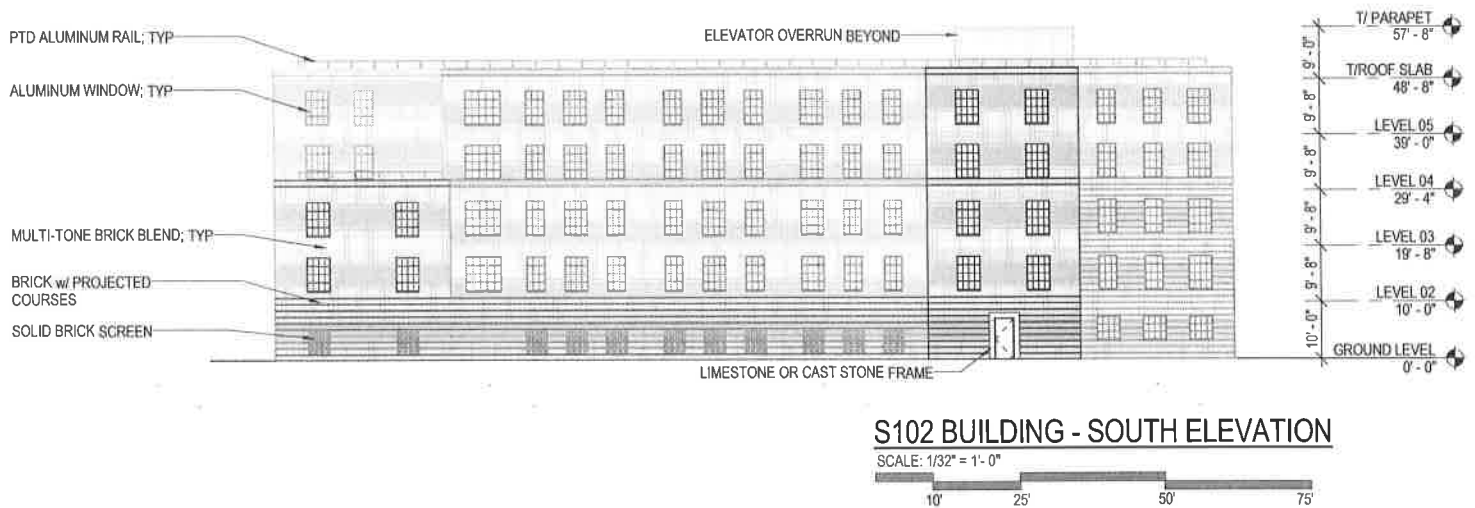 PTD ALUMINUM RAIL; TYP
ALUMINUM WINDOW; TYP
MULTI-TONE BRICK BLEND; TYP
BRICK w/ PROJECTED
COURSES
SOLID BRICK SCREEN
ELEVATOR OVERRUN BEYOND
LIMESTONE OR CAST STONE FRAME
T/ PARAPET
57' - 8"
9' - 0"
T/ROOF SLAB
48' - 8"
9' - 8"
LEVEL 05
39' - 0"
9' - 8"
LEVEL 04
29' - 4"
9' - 8"
LEVEL 03
19' - 8"
9' - 8"
LEVEL 02
10' - 0"
10' - 0"
GROUND LEVEL
0' - 0"
S102 BUILDING - SOUTH ELEVATION
SCALE: 1/32" = 1'- 0"
10' 25' 50' 75'